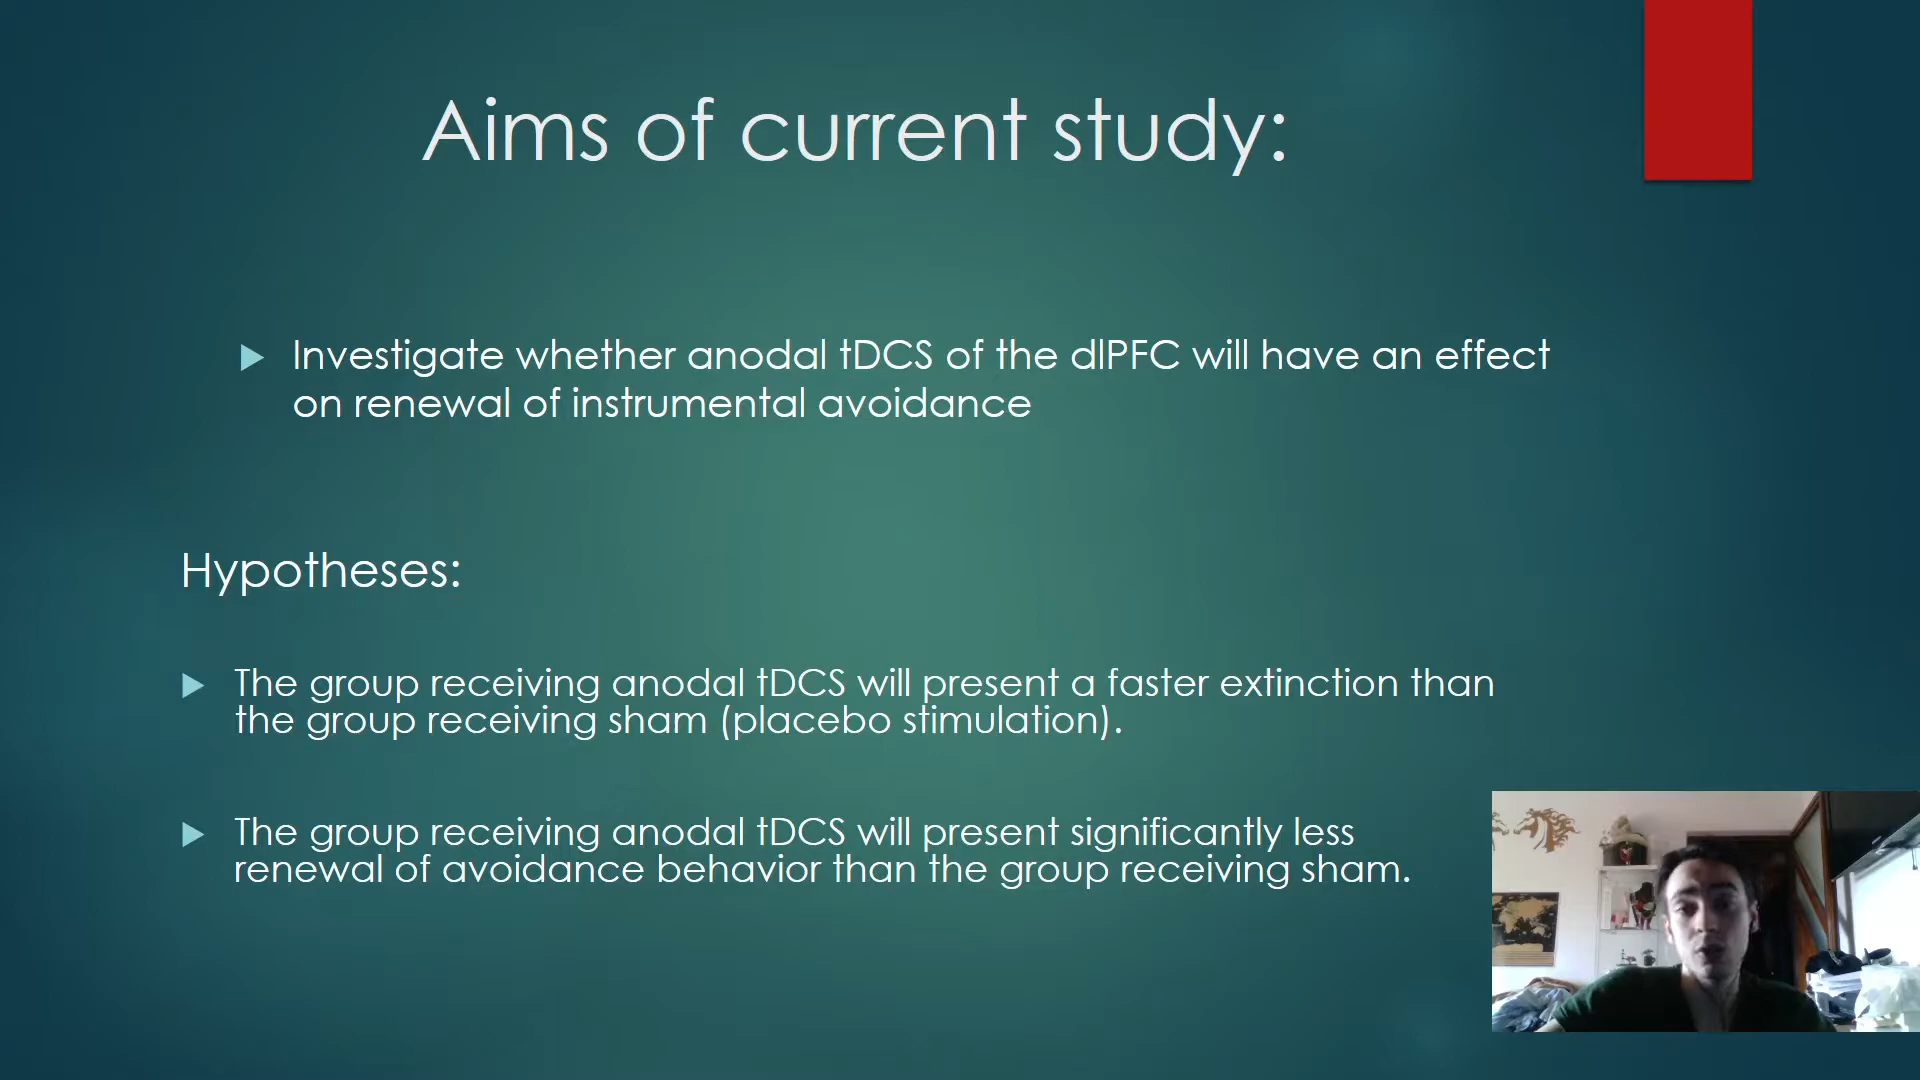 Aims of current study:
Investigate whether anodal tDCS of the dlPFC will have an effect
on renewal of instrumental avoidance
Hypotheses:
The group receiving anodal tDCS will present a faster extinction than
the group receiving sham (placebo stimulation).
The group receiving anodal tDCS will present significantly less
renewal of avoidance behavior than the group receiving sham.